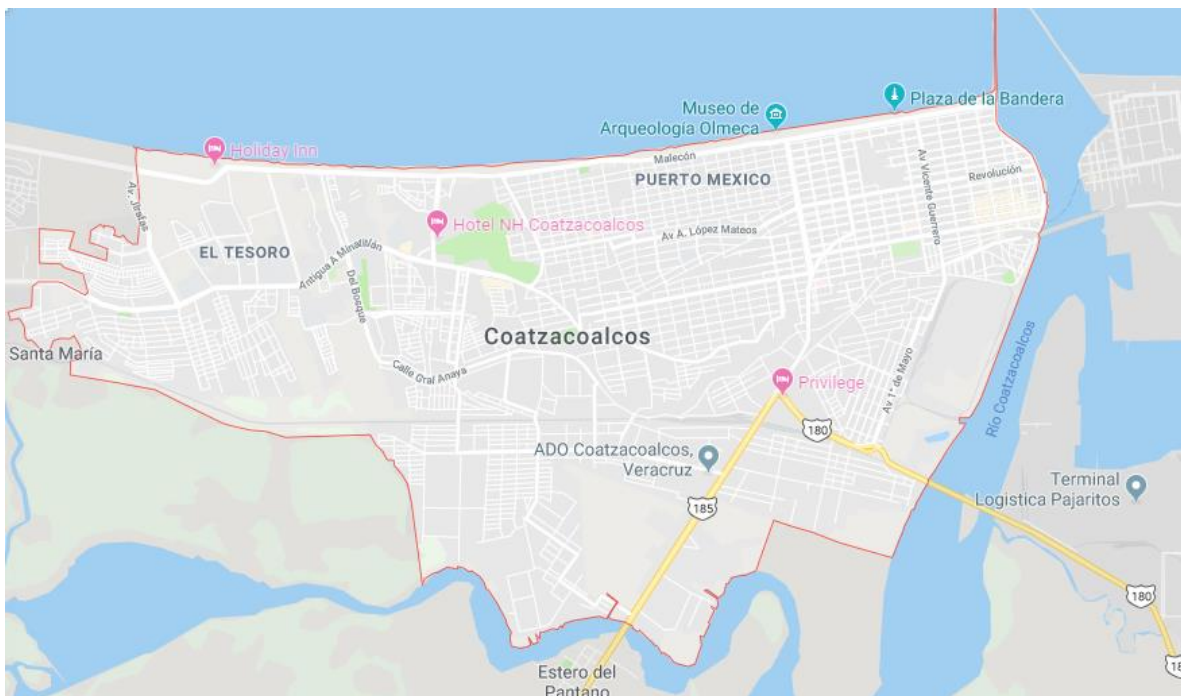 Plaza de la Bandera
Museo de
Arqueología Olmeca
Holiday Inn
Malecón
PUERTO MEXICO
Av Vicente Guerrero
Revolución
Av. Jirafas
Hotel NH Coatzacoalcos
Av A. López Mateos
EL TESORO
Antigua A Minatitlán
Del Bosque
Coatzacoalcos
Santa María
Calle Gral Anaya
Río Coatzacoalcos
Privilege
Av 1° de Mayo
180
ADO Coatzacoalcos,
Veracruz
Terminal
Logistica Pajaritos
185
180
Estero del
Pantano
18